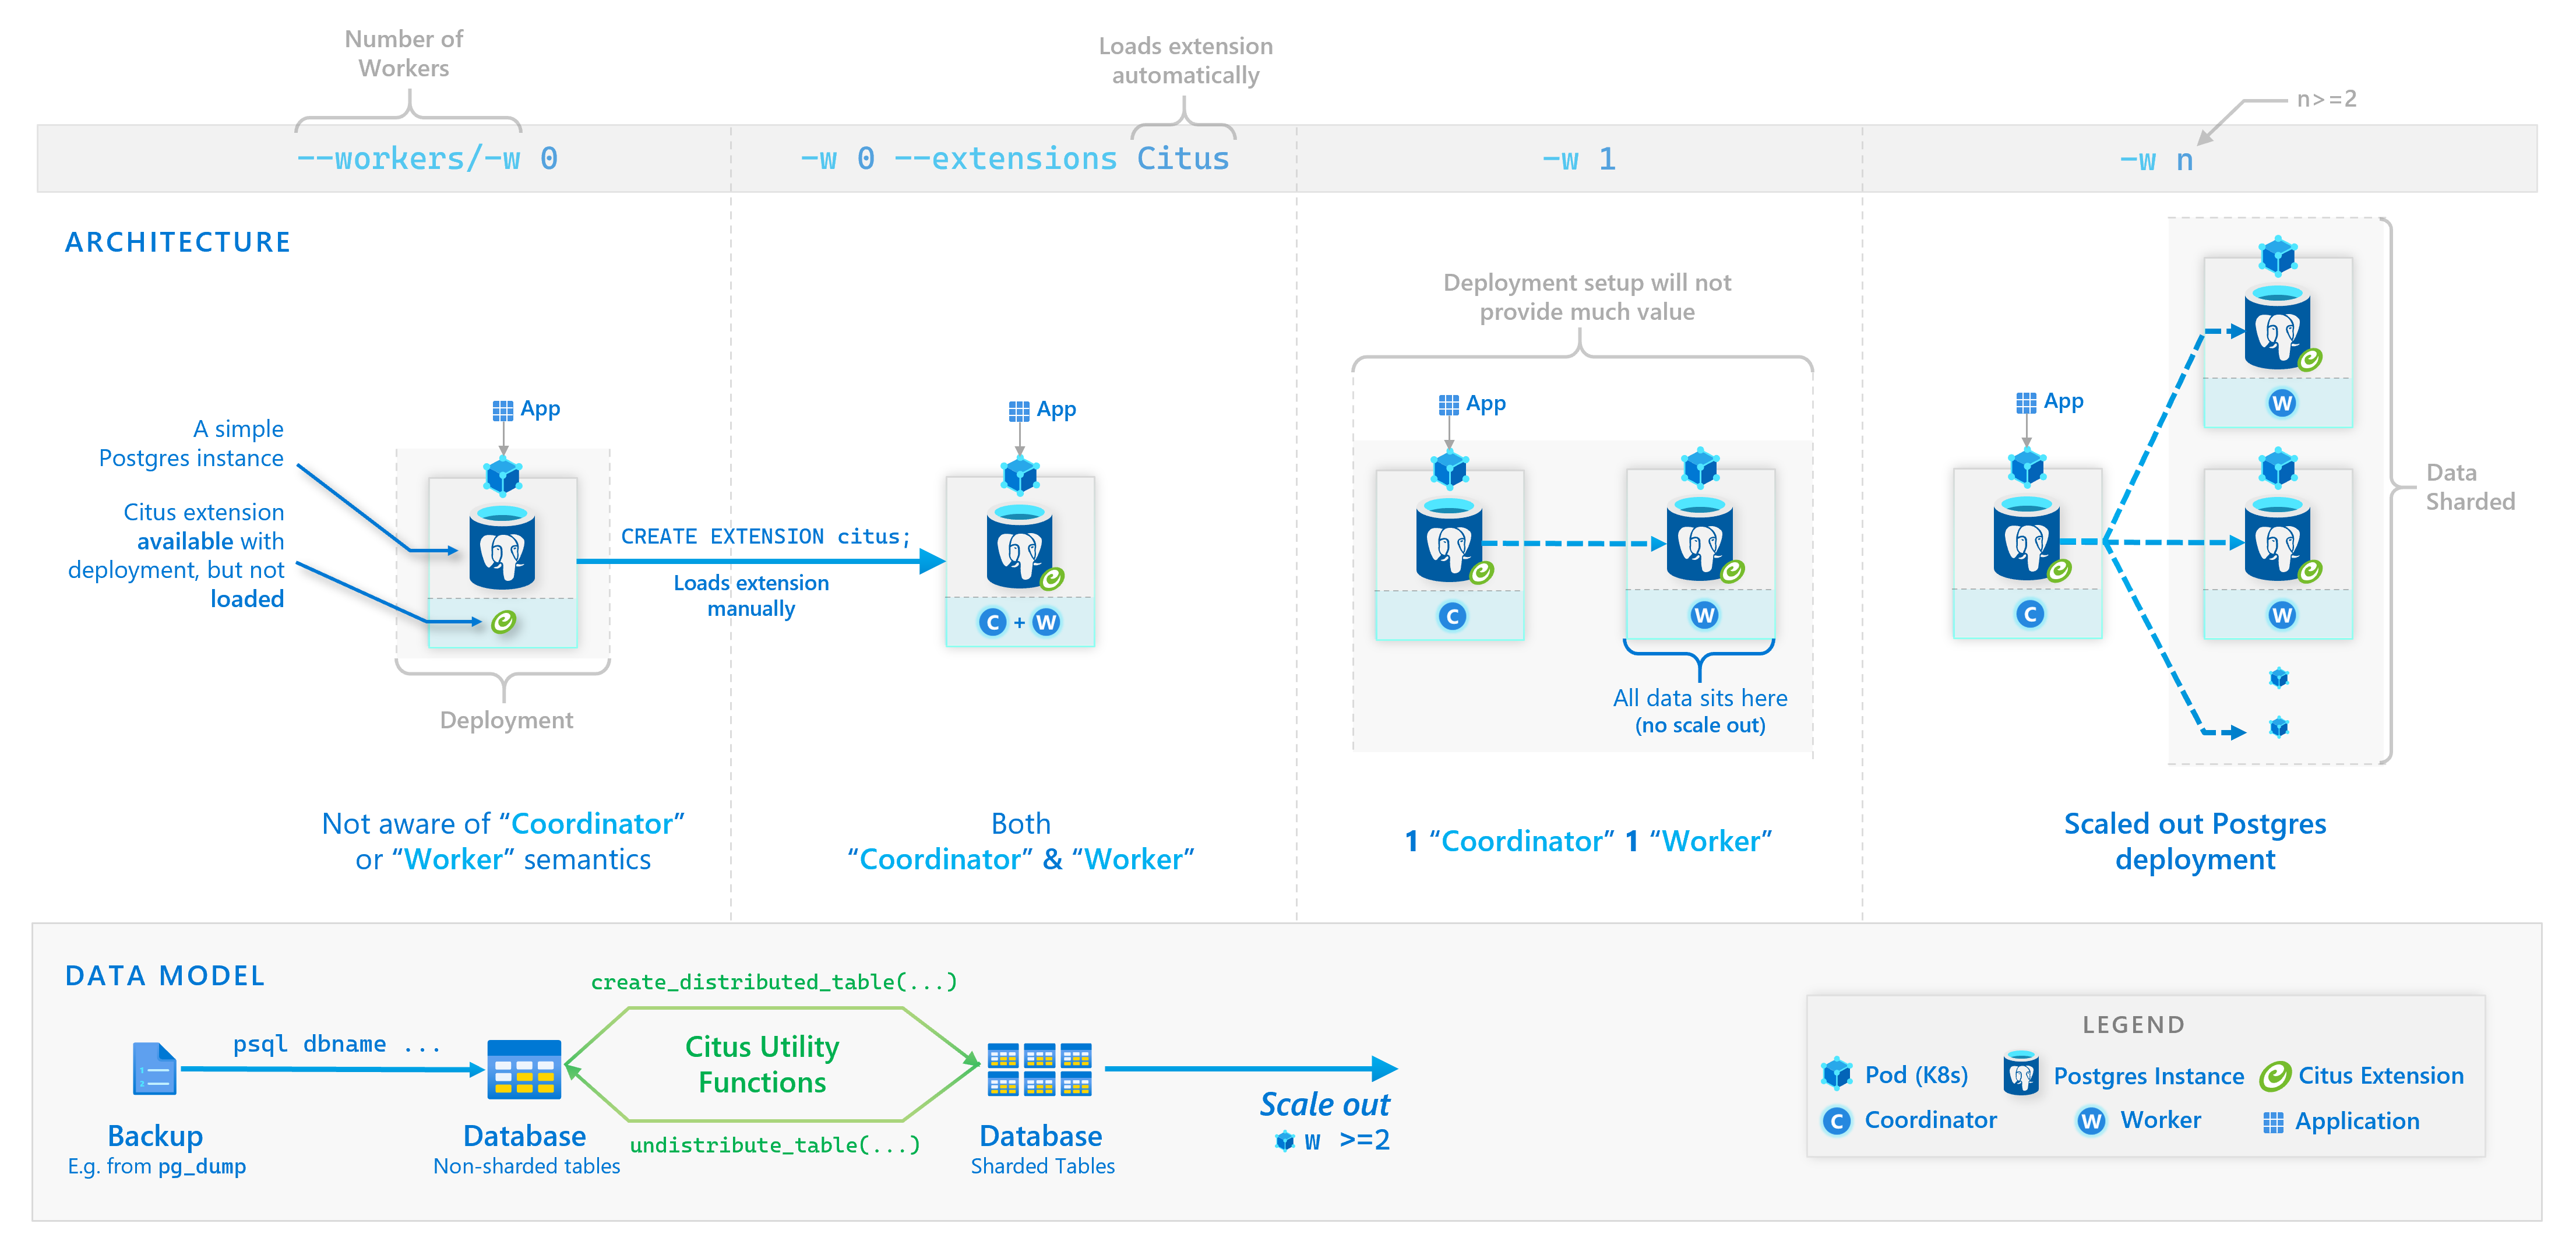 Number of
Workers
Loads extension
automatically
n>=2
--workers/-w 0
-w 0 --extensions Citus
-w 1
-w n
ARCHITECTURE
A simple
Postgres instance
Citus extension
available with
deployment, but not
loaded
App
Deployment
CREATE EXTENSION citus;
Loads extension
manually
App
C + W
Deployment setup will not
provide much value
App
C
W
All data sits here
(no scale out)
App
C
W
W
Data
Sharded
Not aware of “Coordinator”
or “Worker” semantics
Both
“Coordinator” & “Worker”
1 “Coordinator” 1 “Worker”
Scaled out Postgres
deployment
DATA MODEL
psql dbname ...
Backup
E.g. from pg_dump
Database
Non-sharded tables
create_distributed_table(...)
Citus Utility
Functions
undistribute_table(...)
Database
Sharded Tables
Scale out
w >=2
LEGEND
Pod (K8s)
Postgres Instance
Citus Extension
C Coordinator
W Worker
Application